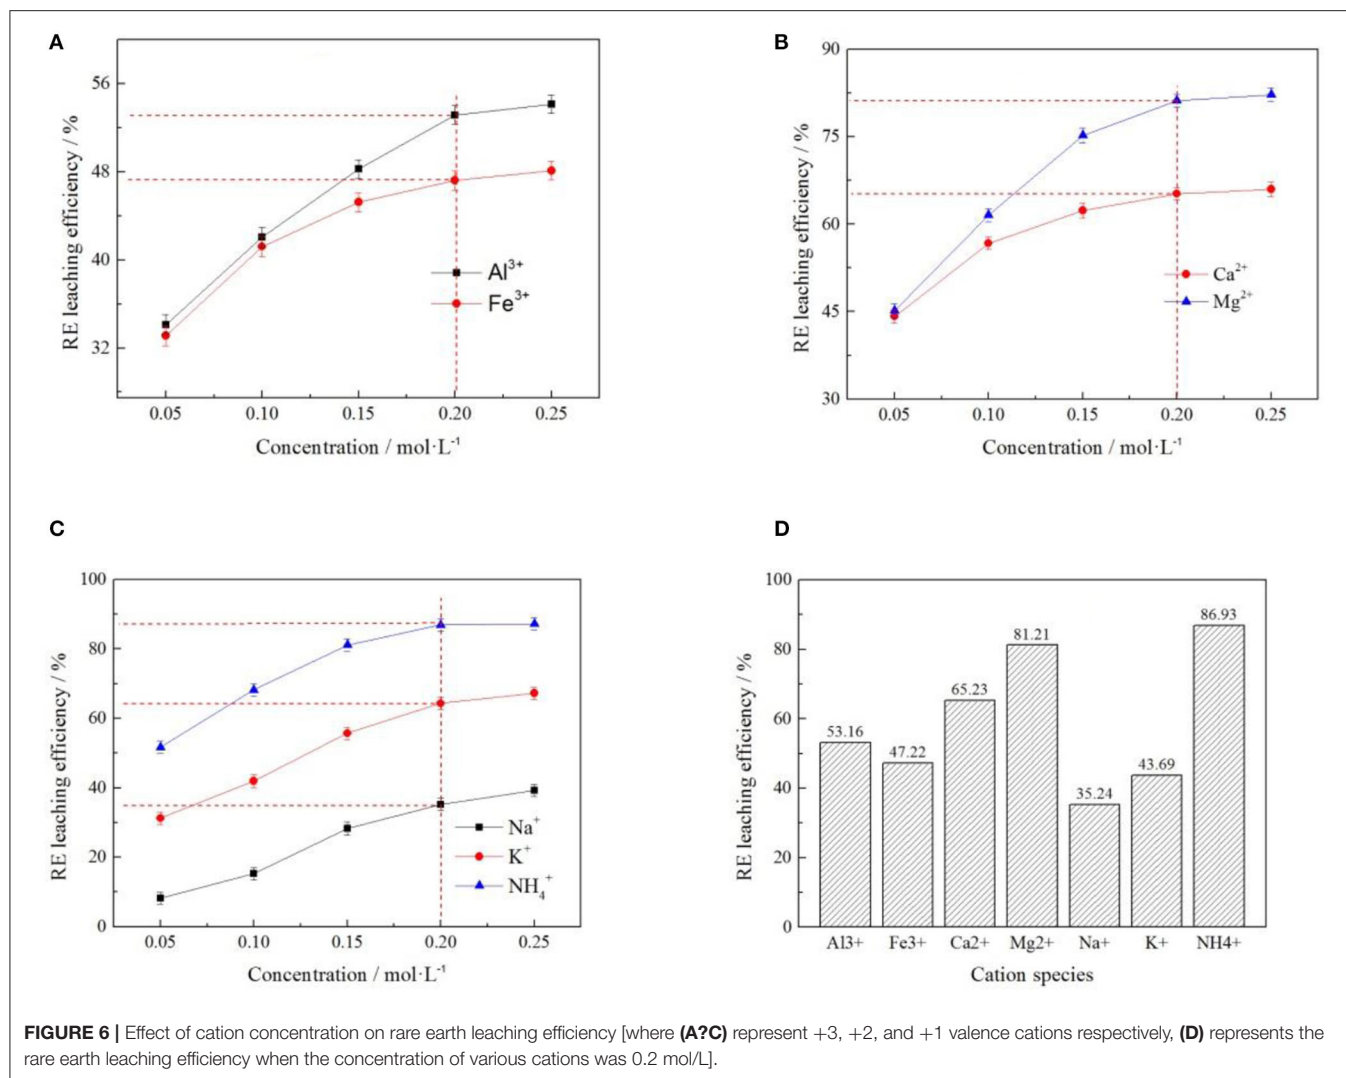 A
RE leaching efficiency / %
56
48
40
32
Al³⁺
Fe³⁺
0.05 0.10 0.15 0.20 0.25
Concentration / mol·L⁻¹
B
RE leaching efficiency / %
90
75
60
45
30
Ca²⁺
Mg²⁺
0.05 0.10 0.15 0.20 0.25
Concentration / mol·L⁻¹
C
RE leaching efficiency / %
100
80
60
40
20
0
Na⁺
K⁺
NH₄⁺
0.05 0.10 0.15 0.20 0.25
Concentration / mol·L⁻¹
D
RE leaching efficiency / %
100
80
60
40
20
0
53.16
47.22
65.23
81.21
35.24
43.69
86.93
Al3+ Fe3+ Ca2+ Mg2+ Na+ K+ NH4+
Cation species
FIGURE 6 | Effect of cation concentration on rare earth leaching efficiency [where (A?C) represent +3, +2, and +1 valence cations respectively, (D) represents the
rare earth leaching efficiency when the concentration of various cations was 0.2 mol/L].